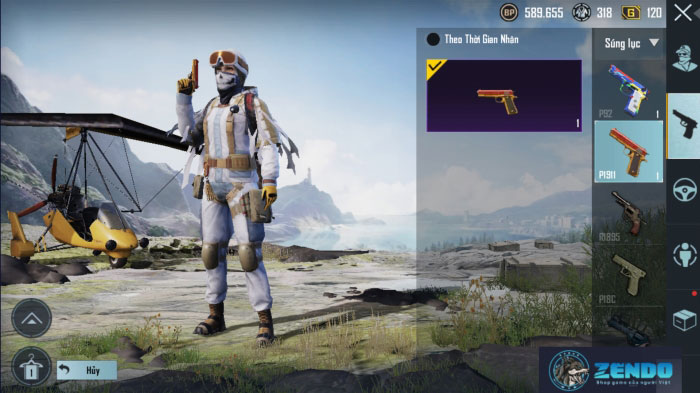 BP 589.655 318 G 120
Theo Thời Gian Nhận
Súng lục
1
P92 1
P1911 1
R1895
P18C
1
Hủy
ZENDO
Shop game của người Việt